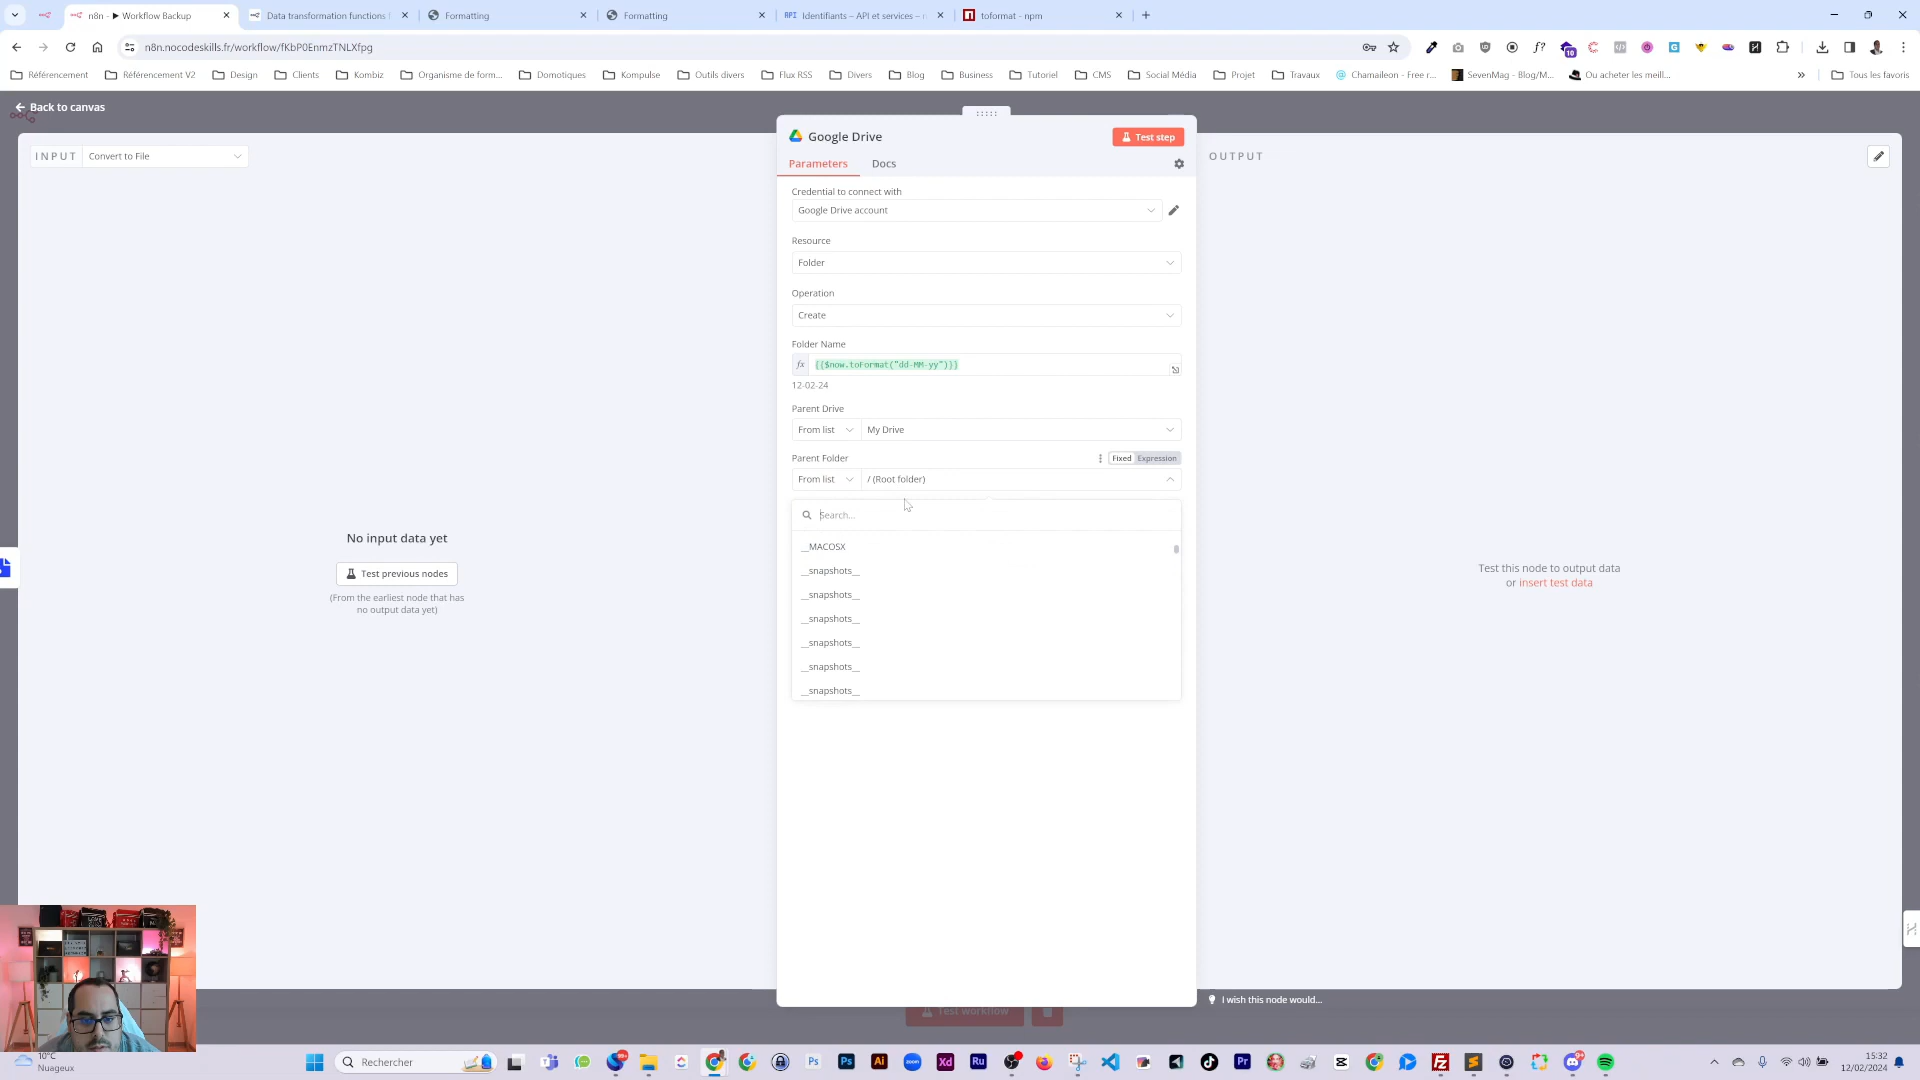 n8n - ▶ Workflow Backup
Data transformation functions
Formatting
Formatting
API
Identifiants – API et services –
toformat - npm
n8n.nocodeskills.fr/workflow/fKbP0EnmzTNLXfpg
10
Référencement
Référencement V2
Design
Clients
Kombiz
Organisme de form...
Domotiques
Kompulse
Outils divers
Flux RSS
Divers
Blog
Business
Tutoriel
CMS
Social Média
Projet
Travaux
Chamaileon - Free r...
SevenMag - Blog/M...
Ou acheter les meill...
Tous les favoris
Back to canvas
INPUT
Convert to File
No input data yet
Test previous nodes
(From the earliest node that has
no output data yet)
Google Drive
Test step
Parameters
Docs
Credential to connect with
Google Drive account
Resource
Folder
Operation
Create
Folder Name
fx
{{$now.toFormat("dd-MM-yy")}}
12-02-24
Parent Drive
From list
My Drive
Parent Folder
Fixed
Expression
From list
/ (Root folder)
Search...
__MACOSX
__snapshots__
__snapshots__
__snapshots__
__snapshots__
__snapshots__
__snapshots__
OUTPUT
Test this node to output data
or insert test data
I wish this node would...
Test workflow
10°C
Nuageux
Rechercher
15:32
12/02/2024